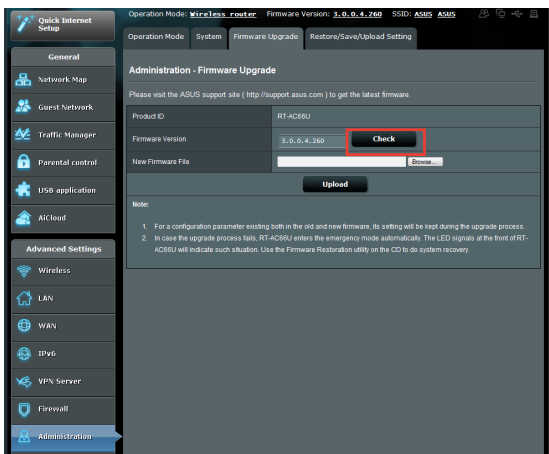 Quick Internet
Setup
Operation Mode: Wireless router Firmware Version: 3.0.0.4.260 SSID: ASUS ASUS
Operation Mode System Firmware Upgrade Restore/Save/Upload Setting
General
Network Map
Guest Network
Traffic Manager
Parental control
USB application
AiCloud
Advanced Settings
Wireless
LAN
WAN
IPv6
VPN Server
Firewall
Administration
Administration - Firmware Upgrade
Please visit the ASUS support site ( http://support.asus.com ) to get the latest firmware.
Product ID RT-AC66U
Firmware Version 3.0.0.4.260 Check
New Firmware File Browse...
Upload
Note:
1. For a configuration parameter existing both in the old and new firmware, its setting will be kept during the upgrade process.
2. In case the upgrade process fails, RT-AC66U enters the emergency mode automatically. The LED signals at the front of RT-
AC66U will indicate such situation. Use the Firmware Restoration utility on the CD to do system recovery.